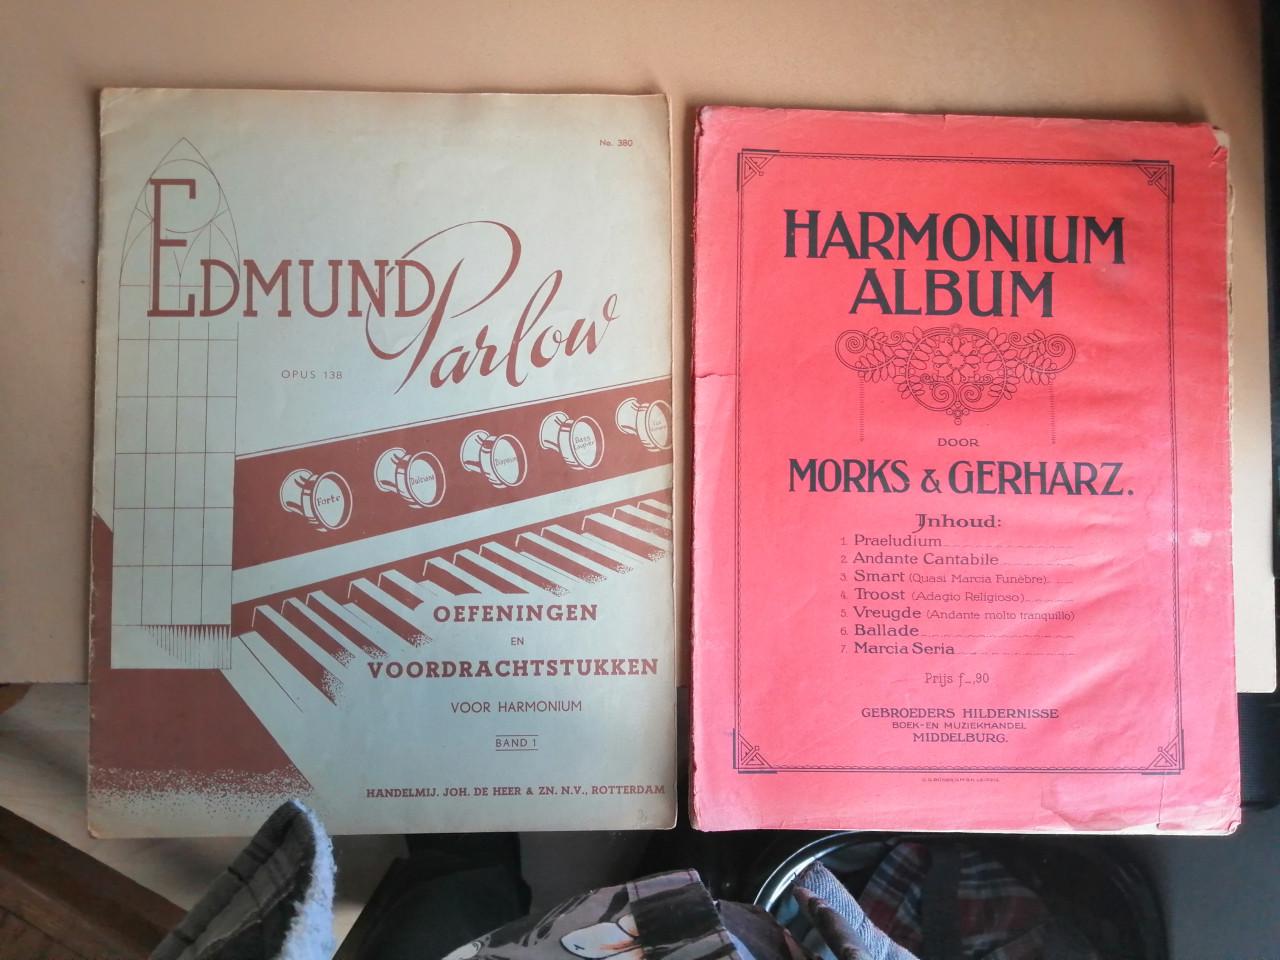 No. 380
EDMUND Parlow
OPUS 138
Forte
Dulciana
Diapason
Bass Coupler
OEFENINGEN
EN
VOORDRACHTSTUKKEN
VOOR HARMONIUM
BAND 1
HANDELMIJ. JOH. DE HEER & ZN. N.V., ROTTERDAM
HARMONIUM
ALBUM
DOOR
MORKS & GERHARZ.
Inhoud:
1. Praeludium
2. Andante Cantabile
3. Smart (Quasi Marcia Funèbre)
4. Troost (Adagio Religioso)
5. Vreugde (Andante molto tranquillo)
6. Ballade
7. Marcia Seria
Prijs f_,90
GEBROEDERS HILDERNISSE
BOEK- EN MUZIEKHANDEL
MIDDELBURG.